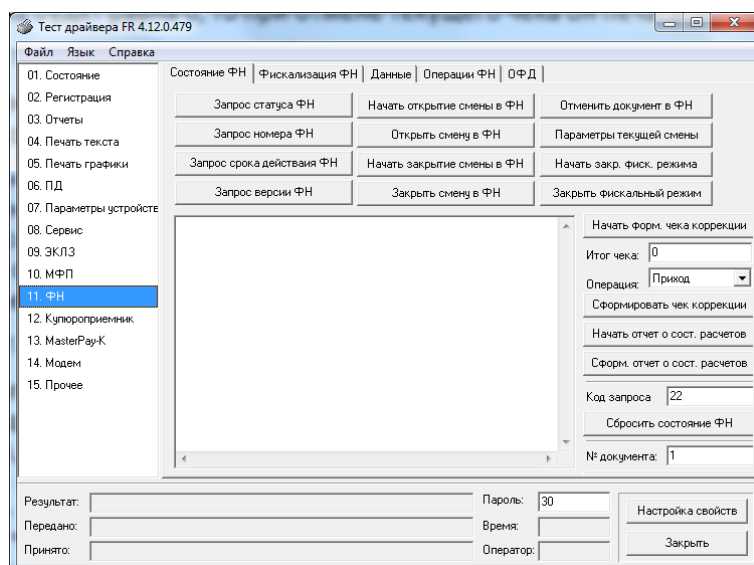 Тест драйвера FR 4.12.0.479
Файл Язык Справка
01. Состояние
02. Регистрация
03. Отчеты
04. Печать текста
05. Печать графики
06. ПД
07. Параметры устройств
08. Сервис
09. ЭКЛЗ
10. МФП
11. ФН
12. Купюроприемник
13. MasterPay-K
14. Модем
15. Прочее
Состояние ФН Фискализация ФН Данные Операции ФН ОФД
Запрос статуса ФН Начать открытие смены в ФН Отменить документ в ФН
Запрос номера ФН Открыть смену в ФН Параметры текущей смены
Запрос срока действаия ФН Начать закрытие смены в ФН Начать закр. фиск. режима
Запрос версии ФН Закрыть смену в ФН Закрыть фискальный режим
Начать форм. чека коррекции
Итог чека: 0
Операция: Приход
Сформировать чек коррекции
Начать отчет о сост. расчетов
Сформ. отчет о сост. расчетов
Код запроса 22
Сбросить состояние ФН
№ документа: 1
Результат: Пароль: 30 Настройка свойств
Передано: Время:
Принято: Оператор: Закрыть